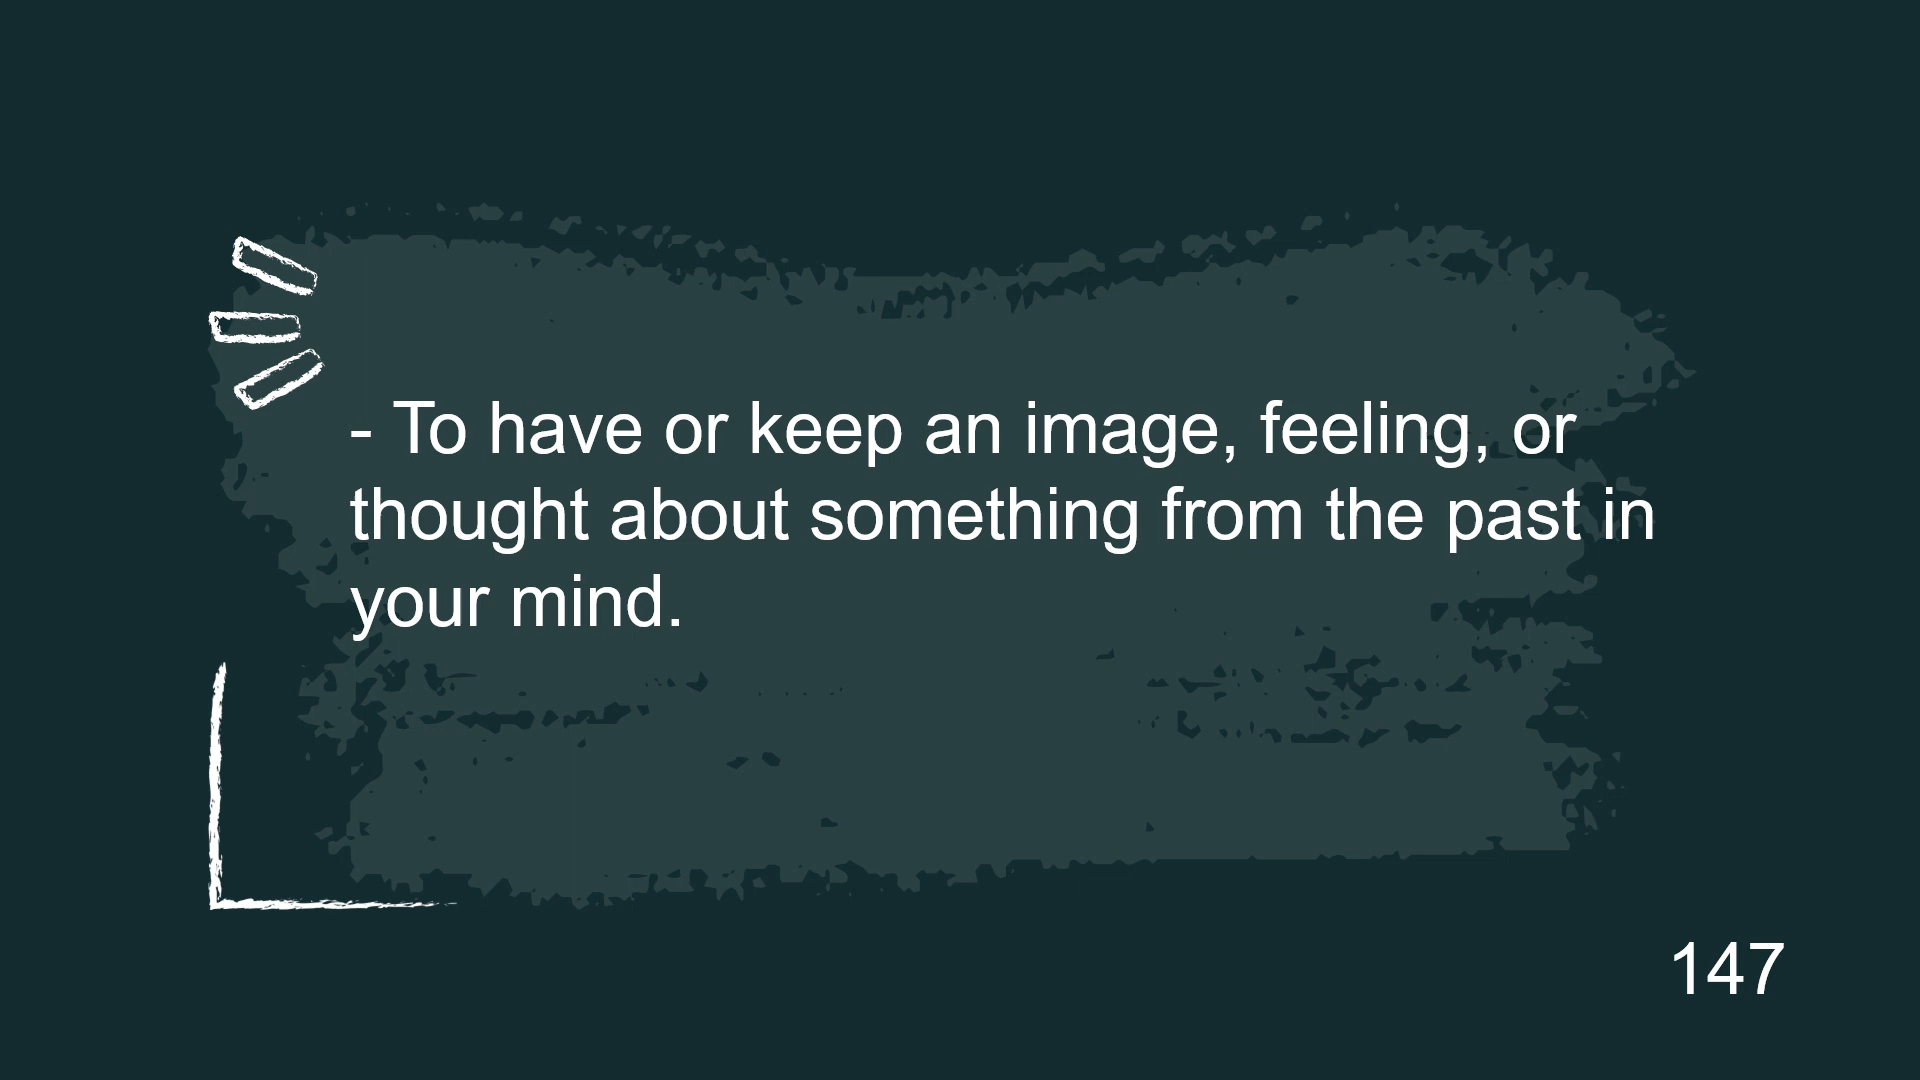 - To have or keep an image, feeling, or
thought about something from the past in
your mind.
147